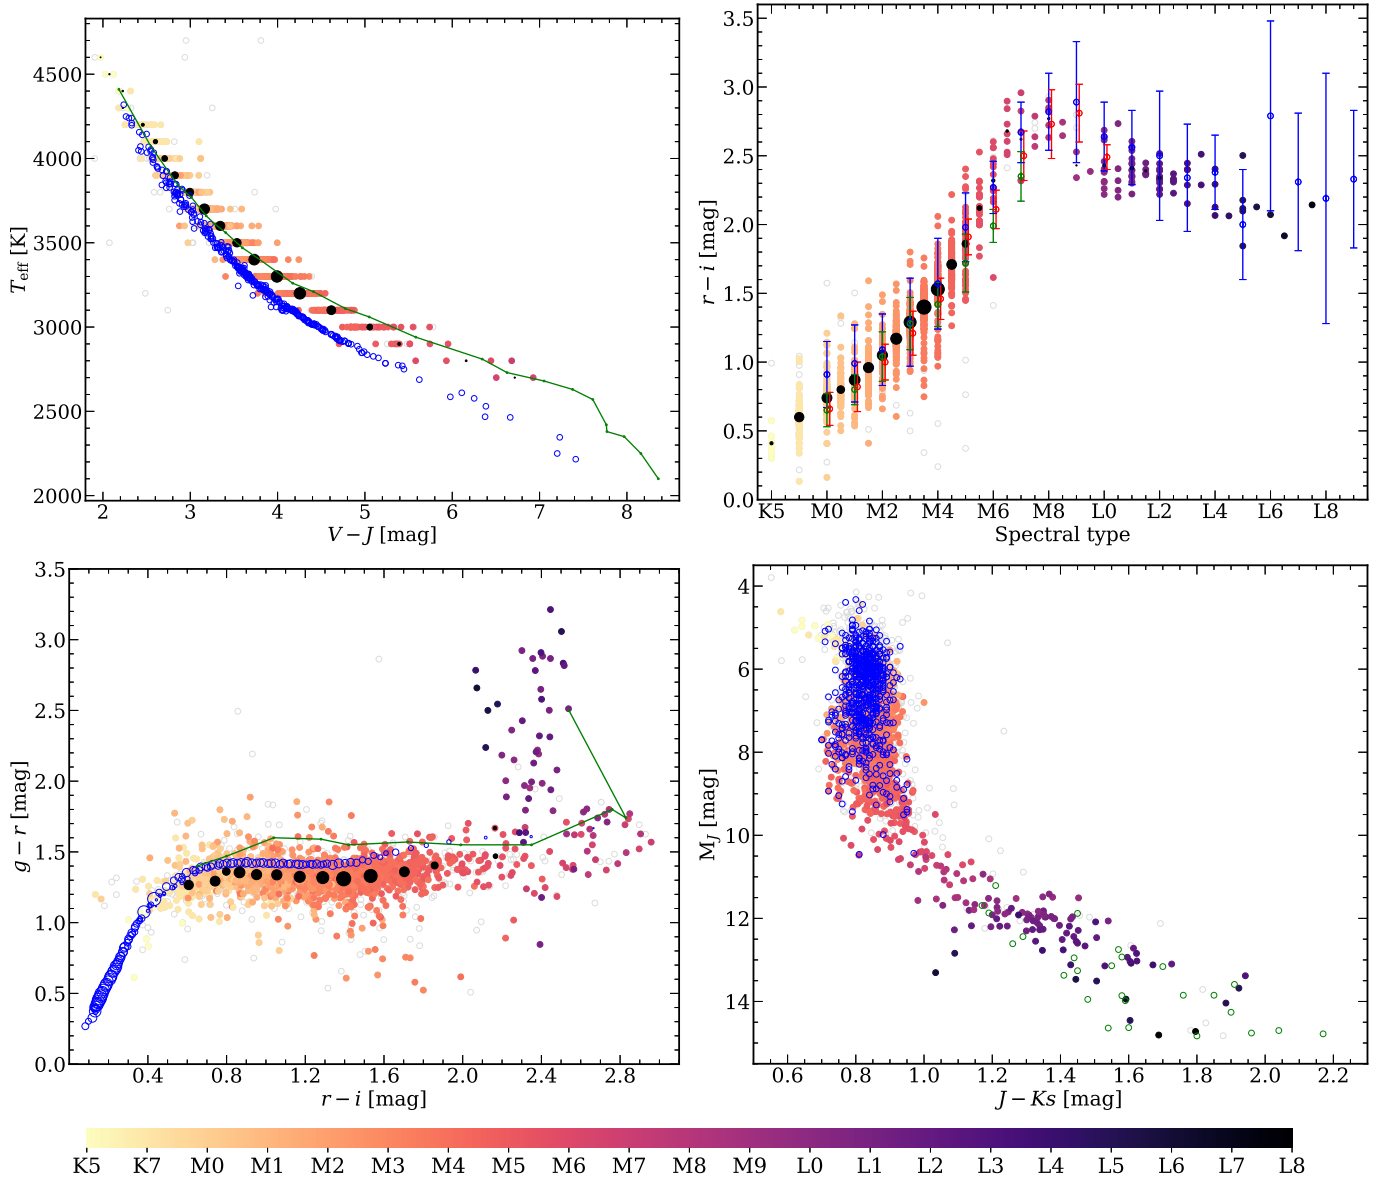 4500
4000
3500
3000
2500
2000
T_eff [K]
2 3 4 5 6 7 8
V − J [mag]
3.5
3.0
2.5
2.0
1.5
1.0
0.5
0.0
r − i [mag]
K5 M0 M2 M4 M6 M8 L0 L2 L4 L6 L8
Spectral type
3.5
3.0
2.5
2.0
1.5
1.0
0.5
0.0
g − r [mag]
0.4 0.8 1.2 1.6 2.0 2.4 2.8
r − i [mag]
4
6
8
10
12
14
M_J [mag]
0.6 0.8 1.0 1.2 1.4 1.6 1.8 2.0 2.2
J − Ks [mag]
K5 K7 M0 M1 M2 M3 M4 M5 M6 M7 M8 M9 L0 L1 L2 L3 L4 L5 L6 L7 L8